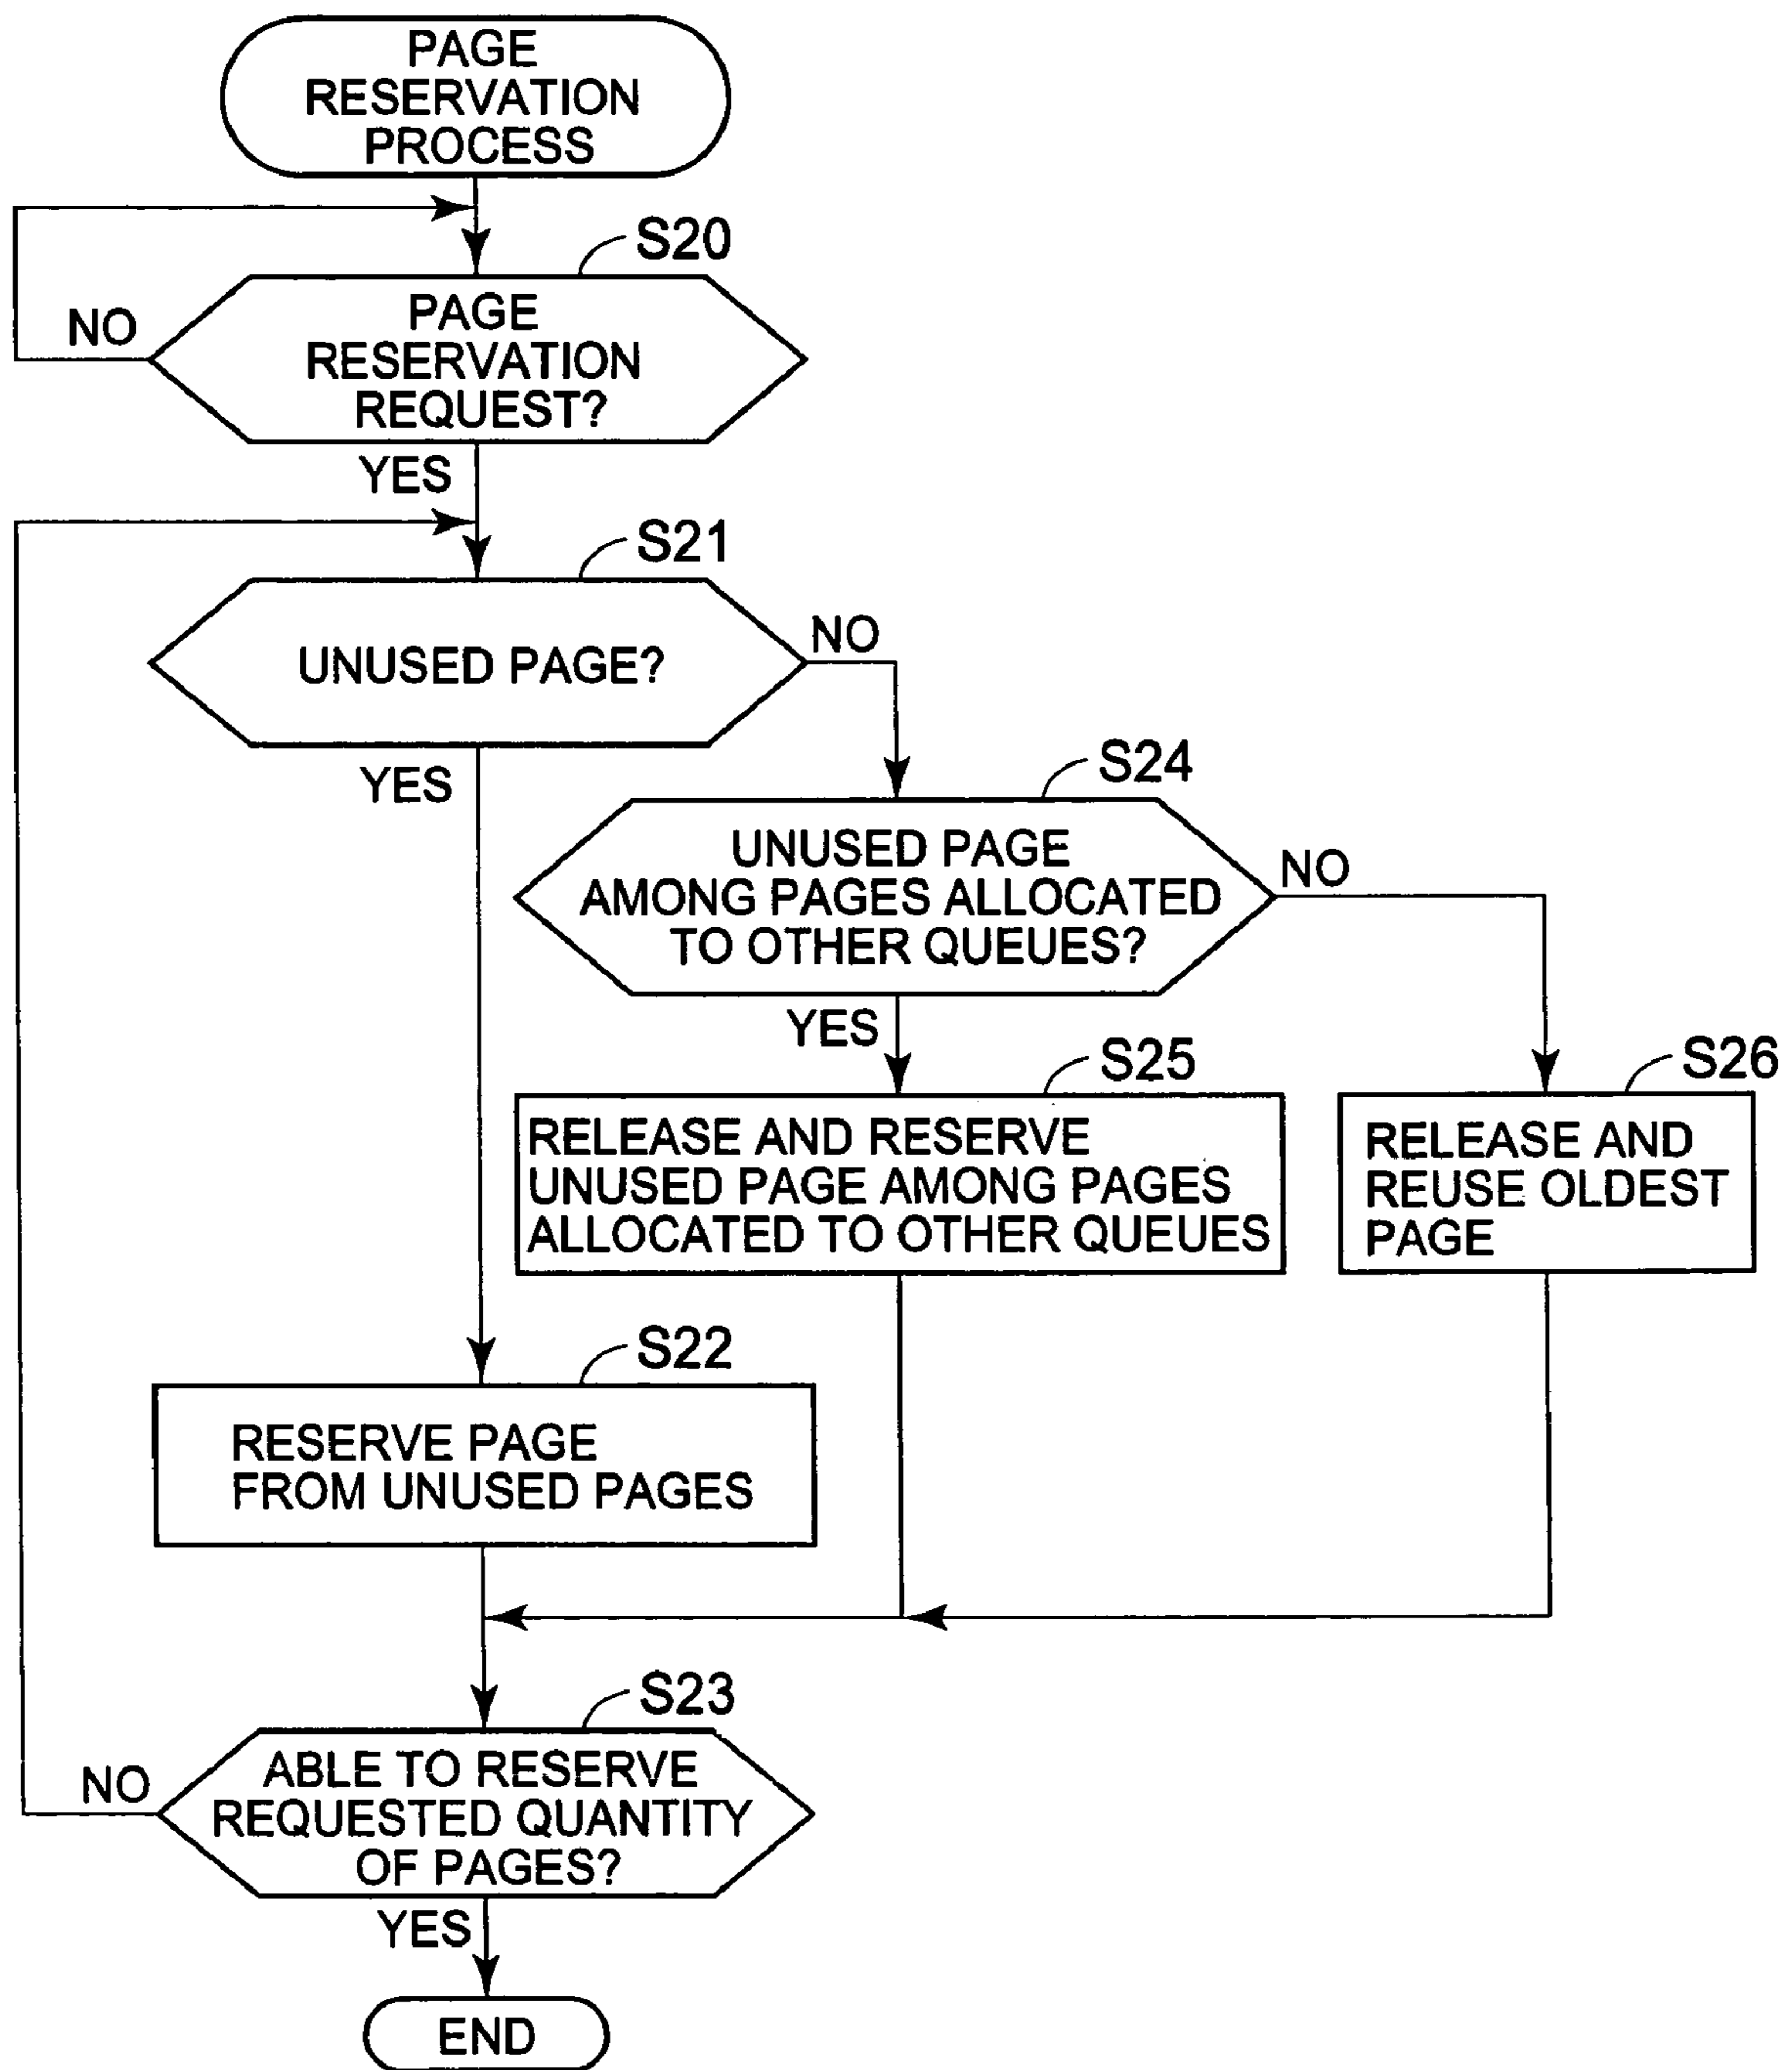 PAGE
RESERVATION
PROCESS
S20
NO
PAGE
RESERVATION
REQUEST?
YES
S21
UNUSED PAGE?
NO
YES
S24
UNUSED PAGE
AMONG PAGES ALLOCATED
TO OTHER QUEUES?
NO
YES
S25
RELEASE AND RESERVE
UNUSED PAGE AMONG PAGES
ALLOCATED TO OTHER QUEUES
S26
RELEASE AND
REUSE OLDEST
PAGE
S22
RESERVE PAGE
FROM UNUSED PAGES
S23
NO
ABLE TO RESERVE
REQUESTED QUANTITY
OF PAGES?
YES
END